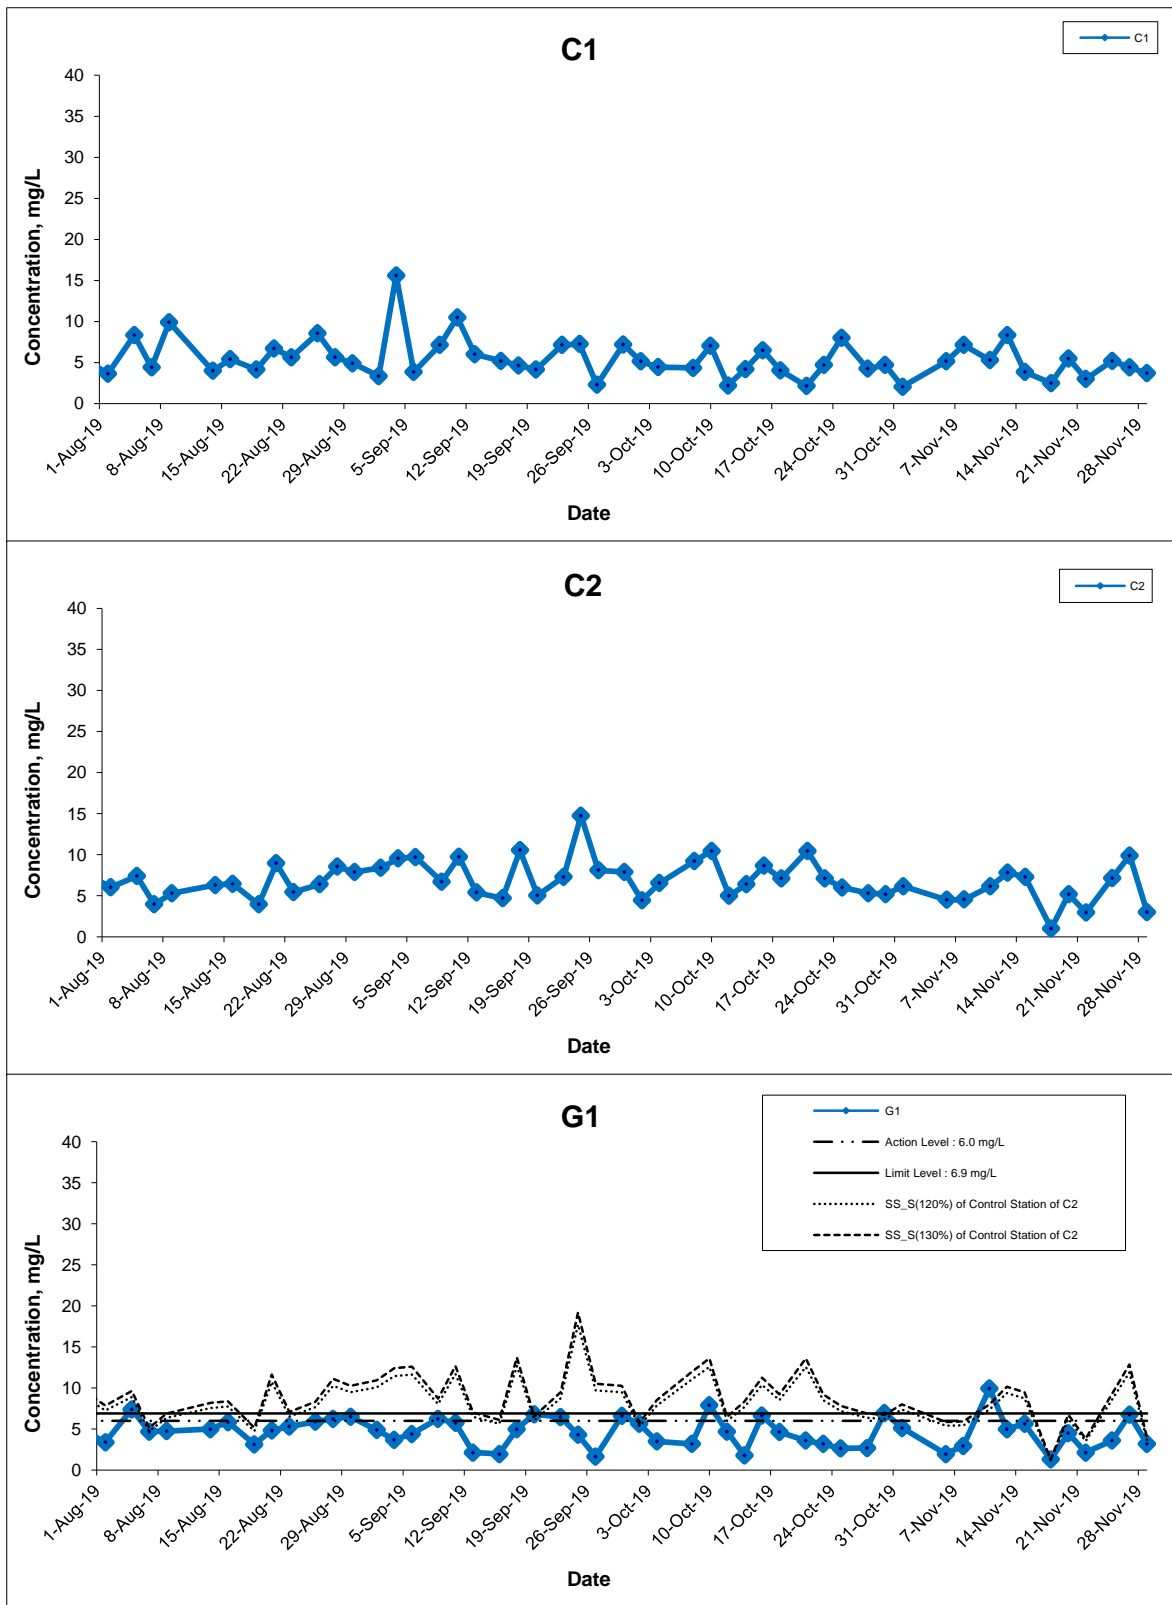 C1
C1
40
35
30
25
20
15
10
5
0
Concentration, mg/L
1-Aug-19
8-Aug-19
15-Aug-19
22-Aug-19
29-Aug-19
5-Sep-19
12-Sep-19
19-Sep-19
26-Sep-19
3-Oct-19
10-Oct-19
17-Oct-19
24-Oct-19
31-Oct-19
7-Nov-19
14-Nov-19
21-Nov-19
28-Nov-19
Date
C2
C2
40
35
30
25
20
15
10
5
0
Concentration, mg/L
1-Aug-19
8-Aug-19
15-Aug-19
22-Aug-19
29-Aug-19
5-Sep-19
12-Sep-19
19-Sep-19
26-Sep-19
3-Oct-19
10-Oct-19
17-Oct-19
24-Oct-19
31-Oct-19
7-Nov-19
14-Nov-19
21-Nov-19
28-Nov-19
Date
G1
G1
Action Level : 6.0 mg/L
Limit Level : 6.9 mg/L
SS_S(120%) of Control Station of C2
SS_S(130%) of Control Station of C2
40
35
30
25
20
15
10
5
0
Concentration, mg/L
1-Aug-19
8-Aug-19
15-Aug-19
22-Aug-19
29-Aug-19
5-Sep-19
12-Sep-19
19-Sep-19
26-Sep-19
3-Oct-19
10-Oct-19
17-Oct-19
24-Oct-19
31-Oct-19
7-Nov-19
14-Nov-19
21-Nov-19
28-Nov-19
Date